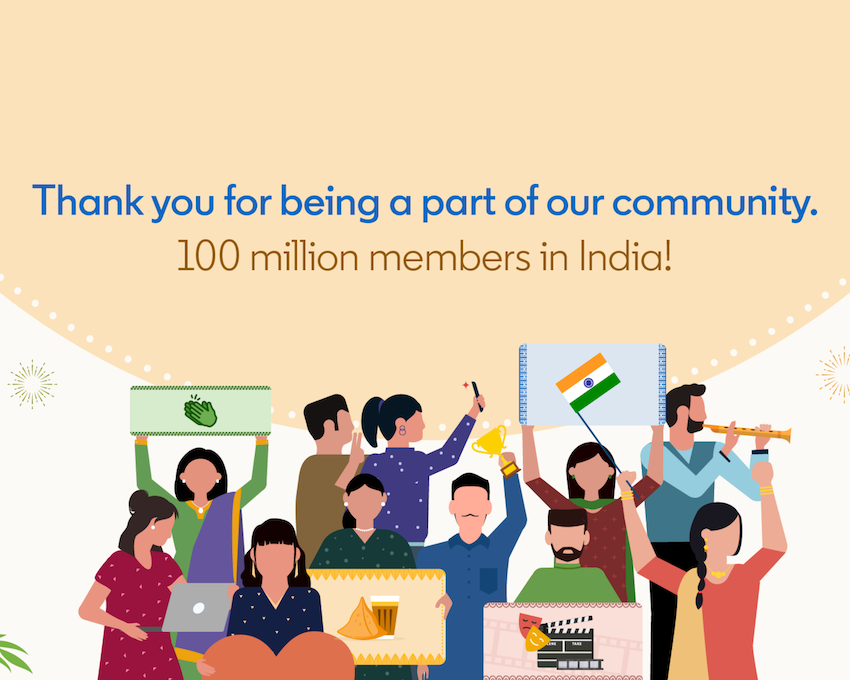 Thank you for being a part of our community.
100 million members in India!